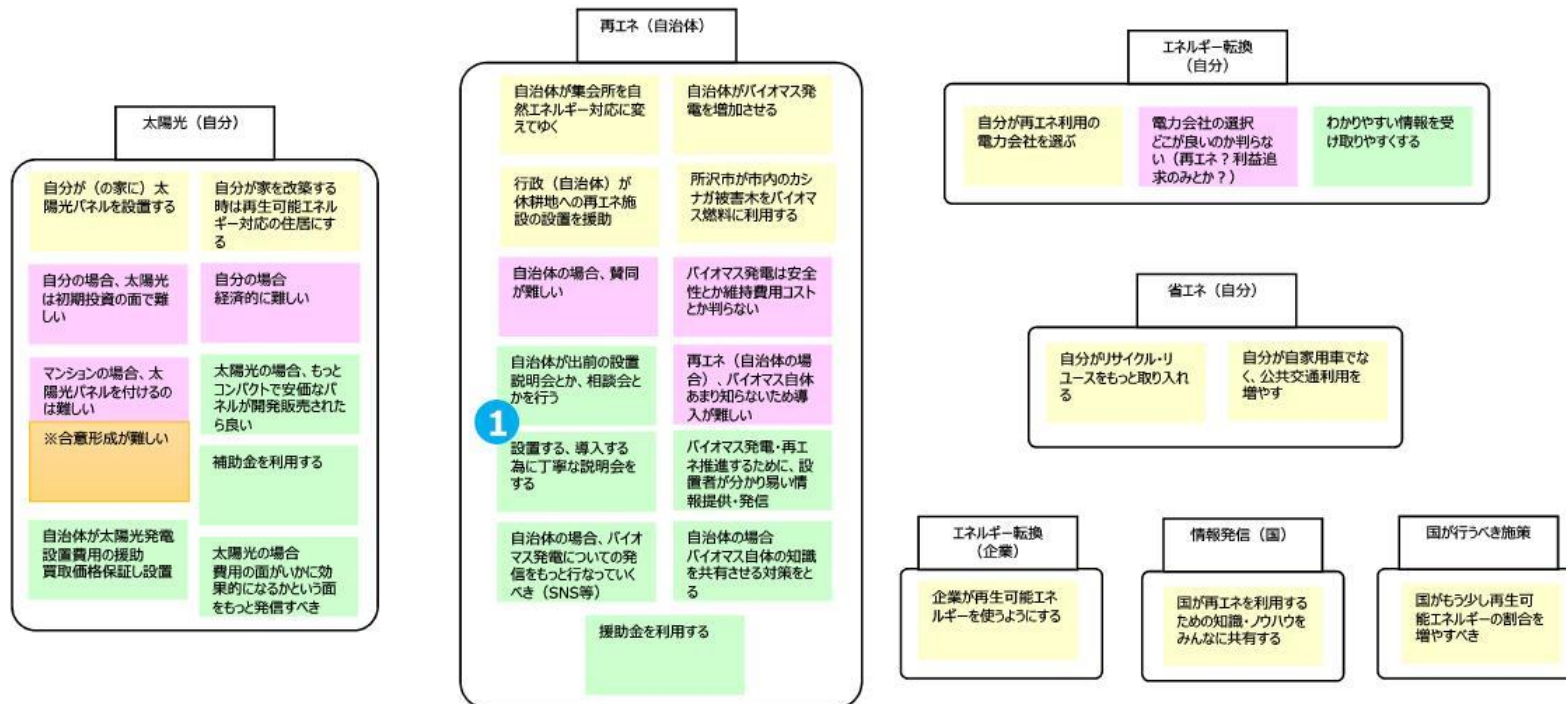 太陽光（自分）
自分が（の家に）太
陽光パネルを設置する
自分が家を改築する
時は再生可能エネル
ギー対応の住居にす
る
自分の場合、太陽光
は初期投資の面で難
しい
自分の場合
経済的に難しい
マンションの場合、太
陽光パネルを付けるの
は難しい
太陽光の場合、もっと
コンパクトで安価なパ
ネルが開発販売された
ら良い
※合意形成が難しい
補助金を利用する
自治体が太陽光発電
設置費用の援助
買取価格保証し設置
太陽光の場合
費用の面がいかに効
果的になるかという面
をもっと発信すべき
再エネ（自治体）
自治体が集会所を自
然エネルギー対応に変
えてゆく
自治体がバイオマス発
電を増加させる
行政（自治体）が
休耕地への再エネ施
設の設置を援助
所沢市が市内のカシ
ナガ被害木をバイオマ
ス燃料に利用する
自治体の場合、賛同
が難しい
バイオマス発電は安全
性とか維持費用コスト
とか判らない
自治体が出前の設置
説明会とか、相談会と
かを行う
再エネ（自治体の場
合）、バイオマス自体
あまり知らないため導
入が難しい
1
設置する、導入する
為に丁寧な説明会を
する
バイオマス発電・再エ
ネ推進するために、設
置者が分かり易い情
報提供・発信
自治体の場合、バイオ
マス発電についての発
信をもっと行なっていく
べき（SNS等）
自治体の場合
バイオマス自体の知識
を共有させる対策をと
る
援助金を利用する
エネルギー転換
（自分）
自分が再エネ利用の
電力会社を選ぶ
電力会社の選択
どこが良いのか判らな
い（再エネ？利益追
求のみとか？）
わかりやすい情報を受
け取りやすくする
省エネ（自分）
自分がリサイクル・リ
ユースをもっと取り入れ
る
自分が自家用車でな
く、公共交通利用を
増やす
エネルギー転換
（企業）
企業が再生可能エネ
ルギーを使うようにする
情報発信（国）
国が再エネを利用する
ための知識・ノウハウを
みんなに共有する
国が行うべき施策
国がもう少し再生可
能エネルギーの割合を
増やすべき